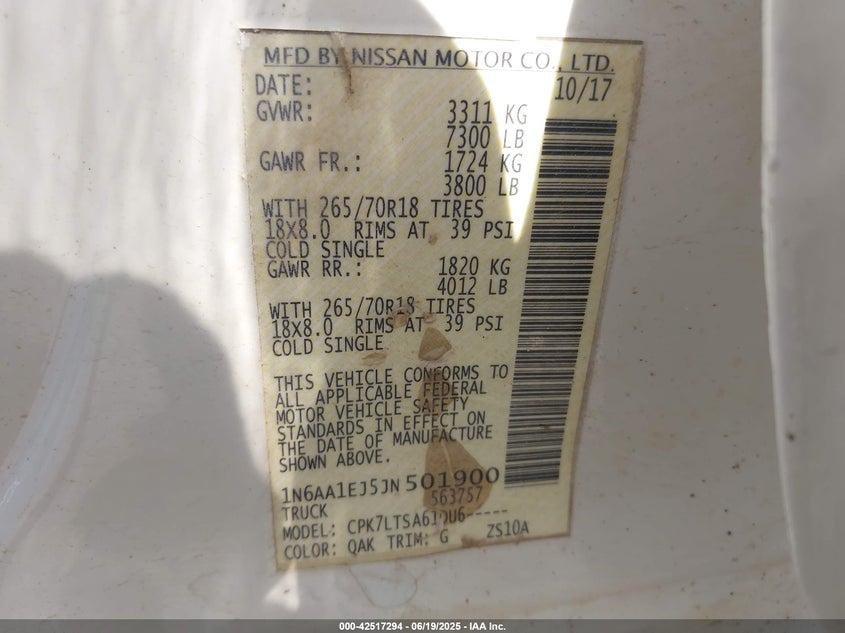 MFD BY NISSAN MOTOR CO., LTD.
DATE: 10/17
GVWR: 3311 KG
7300 LB
GAWR FR.: 1724 KG
3800 LB
WITH 265/70R18 TIRES
18X8.0 RIMS AT 39 PSI
COLD SINGLE
GAWR RR.: 1820 KG
4012 LB
WITH 265/70R18 TIRES
18X8.0 RIMS AT 39 PSI
COLD SINGLE
THIS VEHICLE CONFORMS TO
ALL APPLICABLE FEDERAL
MOTOR VEHICLE SAFETY
STANDARDS IN EFFECT ON
THE DATE OF MANUFACTURE
SHOWN ABOVE.
1N6AA1EJ5JN501900
TRUCK 563757
MODEL:
COLOR: QAK TRIM: G ZS10A
000-42517294 - 06/19/2025 - IAA Inc.